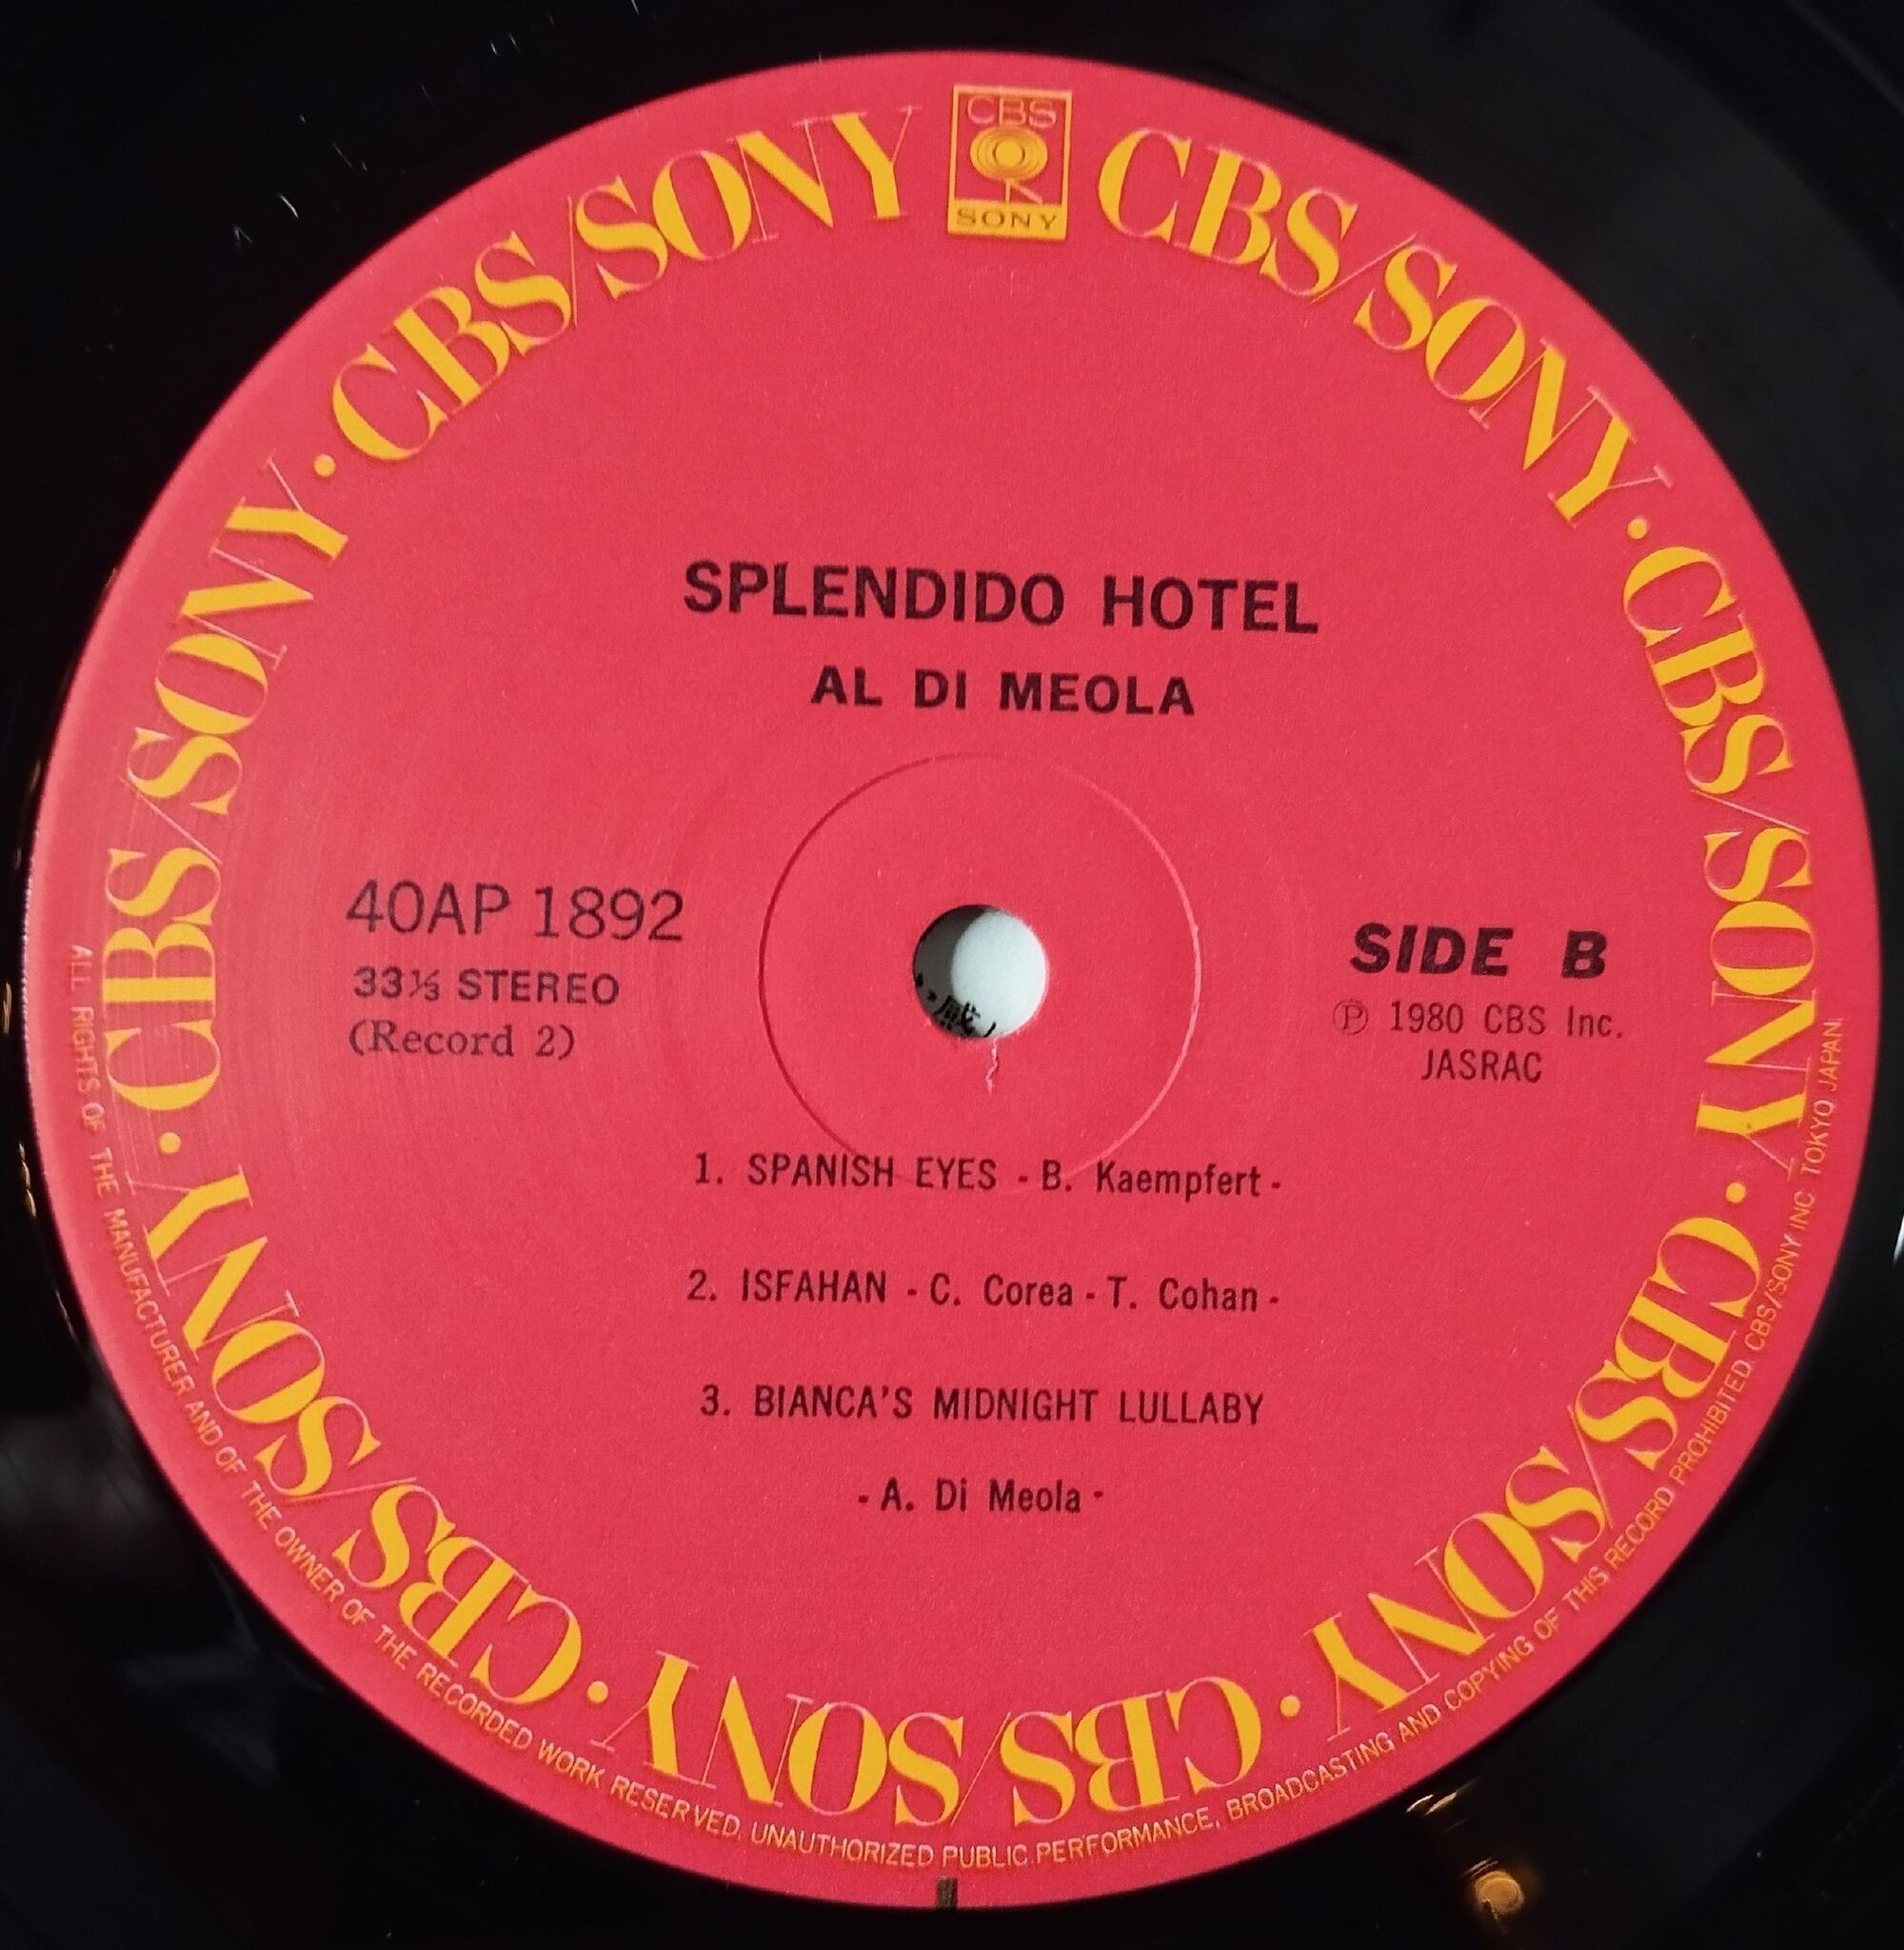 CBS
SONY
CBS/SONY · CBS/SONY · CBS/SONY · CBS/SONY · CBS/SONY · CBS/SONY · CBS/SONY · CBS/SONY
SPLENDIDO HOTEL
AL DI MEOLA
40AP 1892
33⅓ STEREO
(Record 2)
SIDE B
Ⓟ 1980 CBS Inc.
JASRAC
1. SPANISH EYES - B. Kaempfert -
2. ISFAHAN - C. Corea - T. Cohan -
3. BIANCA'S MIDNIGHT LULLABY
- A. Di Meola -
ALL RIGHTS OF THE MANUFACTURER AND OF THE OWNER OF THE RECORDED WORK RESERVED. UNAUTHORIZED PUBLIC PERFORMANCE, BROADCASTING AND COPYING OF THIS RECORD PROHIBITED. CBS/SONY INC. TOKYO, JAPAN.